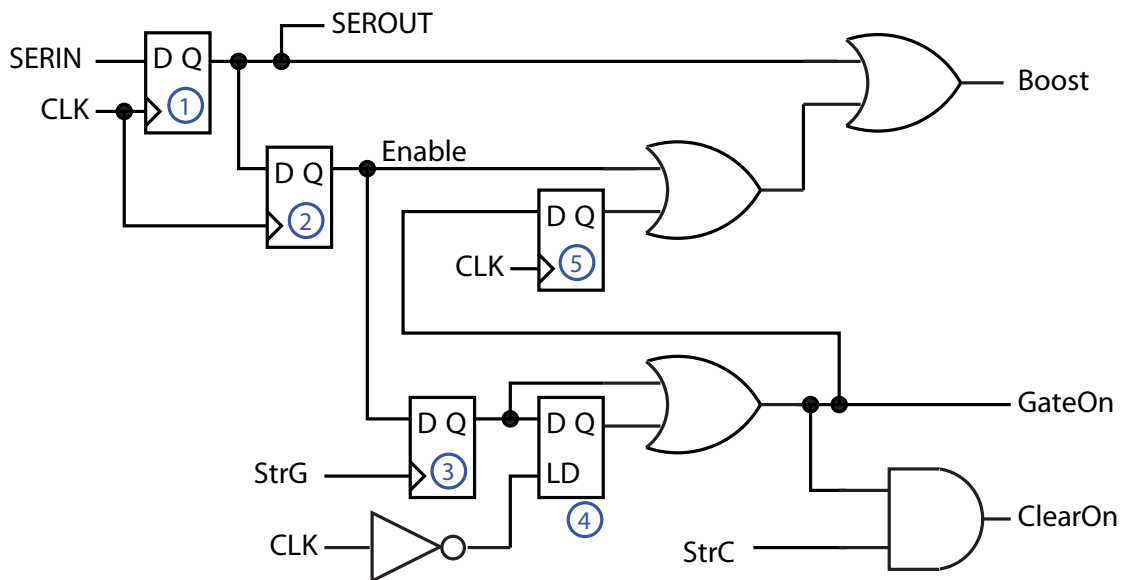 SEROUT
SERIN
D Q
1
CLK
Boost
Enable
D Q
2
D Q
5
CLK
GateOn
D Q
3
D Q
LD
4
StrG
CLK
StrC
ClearOn